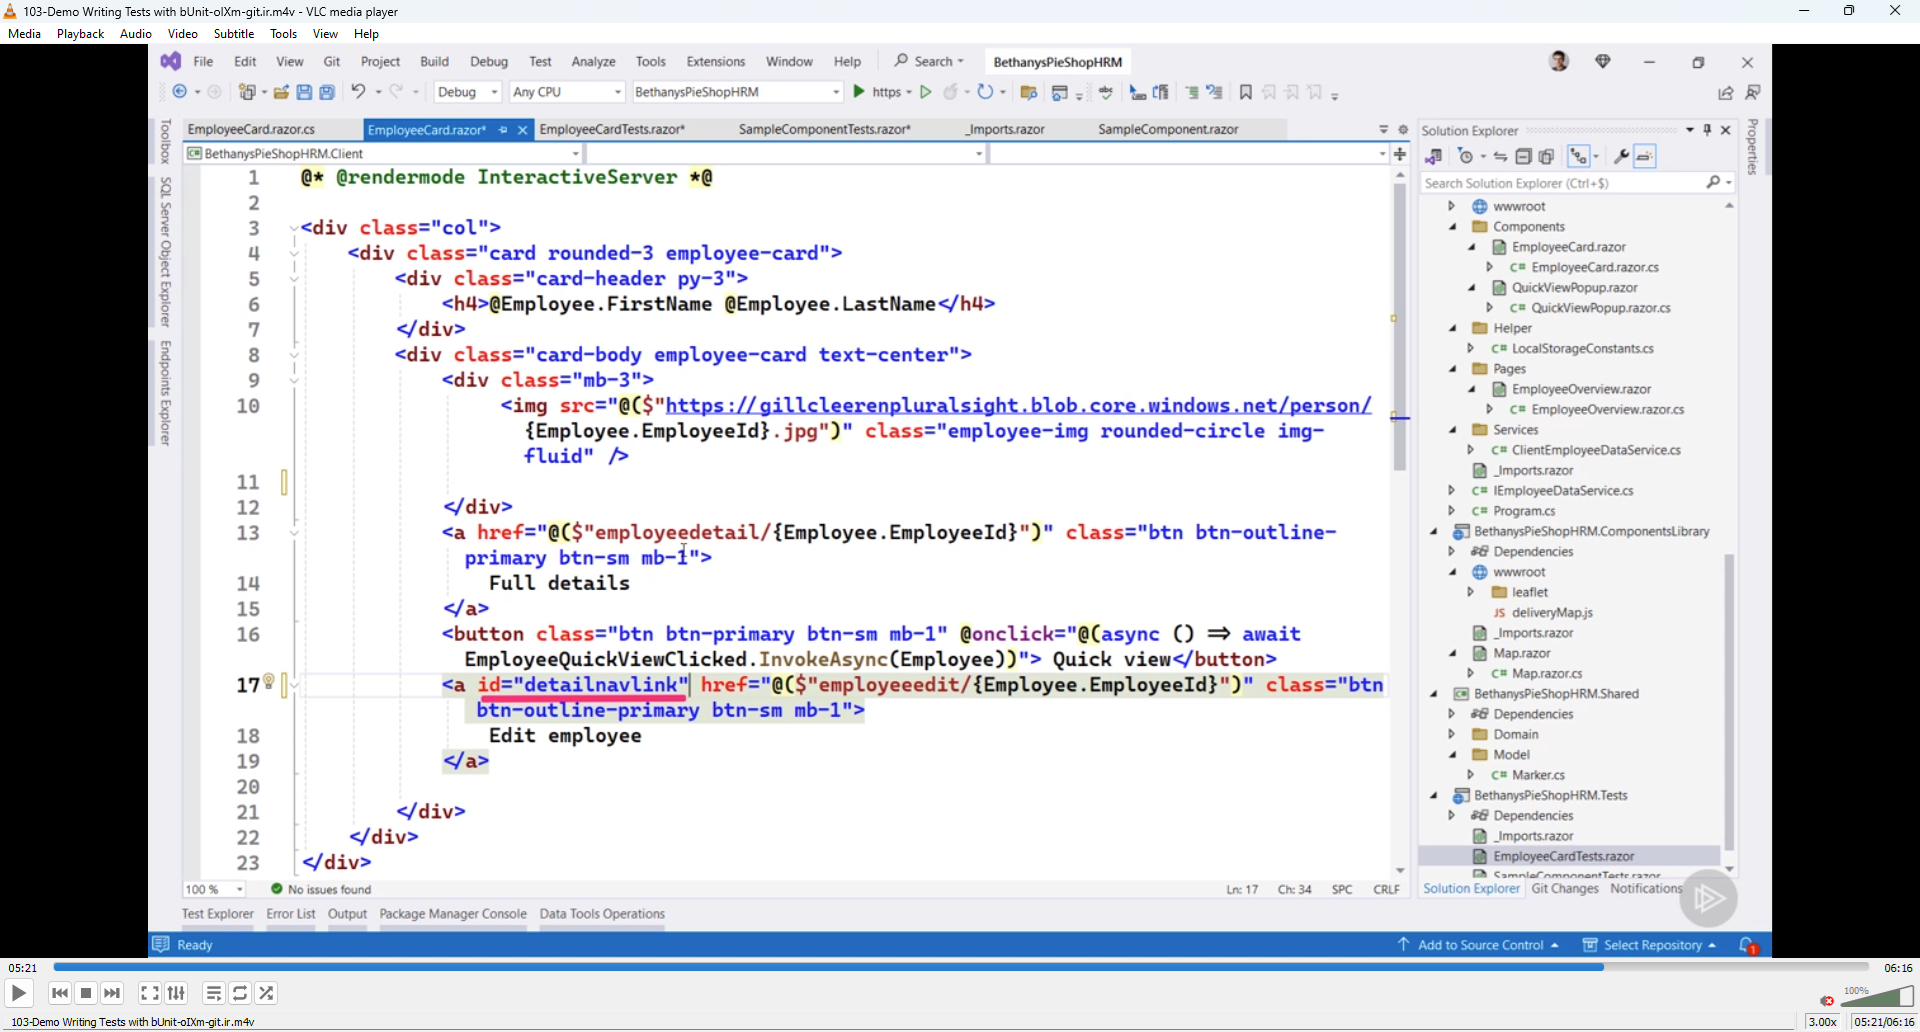 103-Demo Writing Tests with bUnit-oIXm-git.ir.m4v - VLC media player
Media Playback Audio Video Subtitle Tools View Help
File Edit View Git Project Build Debug Test Analyze Tools Extensions Window Help Search BethanysPieShopHRM
Debug Any CPU BethanysPieShopHRM https
EmployeeCard.razor.cs EmployeeCard.razor* EmployeeCardTests.razor* SampleComponentTests.razor* _Imports.razor SampleComponent.razor
BethanysPieShopHRM.Client
Toolbox
SQL Server Object Explorer
Endpoints Explorer
1 @* @rendermode InteractiveServer *@
2
3 <div class="col">
4 <div class="card rounded-3 employee-card">
5 <div class="card-header py-3">
6 <h4>@Employee.FirstName @Employee.LastName</h4>
7 </div>
8 <div class="card-body employee-card text-center">
9 <div class="mb-3">
10 <img src="@($"https://gillcleerenpluralsight.blob.core.windows.net/person/
{Employee.EmployeeId}.jpg")" class="employee-img rounded-circle img-
fluid" />
11
12 </div>
13 <a href="@($"employeedetail/{Employee.EmployeeId}")" class="btn btn-outline-
primary btn-sm mb-1">
14 Full details
15 </a>
16 <button class="btn btn-primary btn-sm mb-1" @onclick="@(async () => await
EmployeeQuickViewClicked.InvokeAsync(Employee))"> Quick view</button>
17 <a id="detailnavlink" href="@($"employeeedit/{Employee.EmployeeId}")" class="btn
btn-outline-primary btn-sm mb-1">
18 Edit employee
19 </a>
20
21 </div>
22 </div>
23 </div>
100 % No issues found Ln: 17 Ch: 34 SPC CRLF
Solution Explorer
Search Solution Explorer (Ctrl+$)
wwwroot
Components
EmployeeCard.razor
C# EmployeeCard.razor.cs
QuickViewPopup.razor
C# QuickViewPopup.razor.cs
Helper
C# LocalStorageConstants.cs
Pages
EmployeeOverview.razor
C# EmployeeOverview.razor.cs
Services
C# ClientEmployeeDataService.cs
_Imports.razor
C# IEmployeeDataService.cs
C# Program.cs
BethanysPieShopHRM.ComponentsLibrary
Dependencies
wwwroot
leaflet
JS deliveryMap.js
_Imports.razor
Map.razor
C# Map.razor.cs
BethanysPieShopHRM.Shared
Dependencies
Domain
Model
C# Marker.cs
BethanysPieShopHRM.Tests
Dependencies
_Imports.razor
EmployeeCardTests.razor
SampleComponentTests.razor
Solution Explorer Git Changes Notifications
Properties
Test Explorer Error List Output Package Manager Console Data Tools Operations
Ready Add to Source Control Select Repository 1
05:21 06:16
100%
103-Demo Writing Tests with bUnit-oIXm-git.ir.m4v 3.00x 05:21/06:16